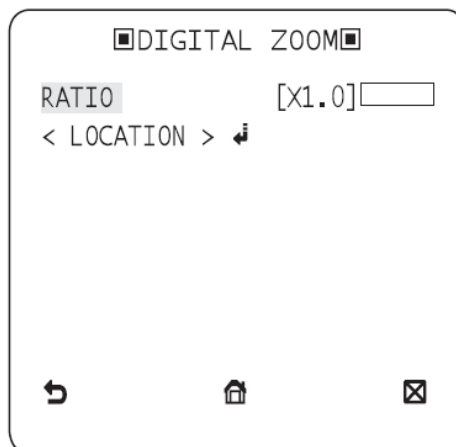 ▣DIGITAL ZOOM▣
RATIO [X1.0]
< LOCATION > ↲